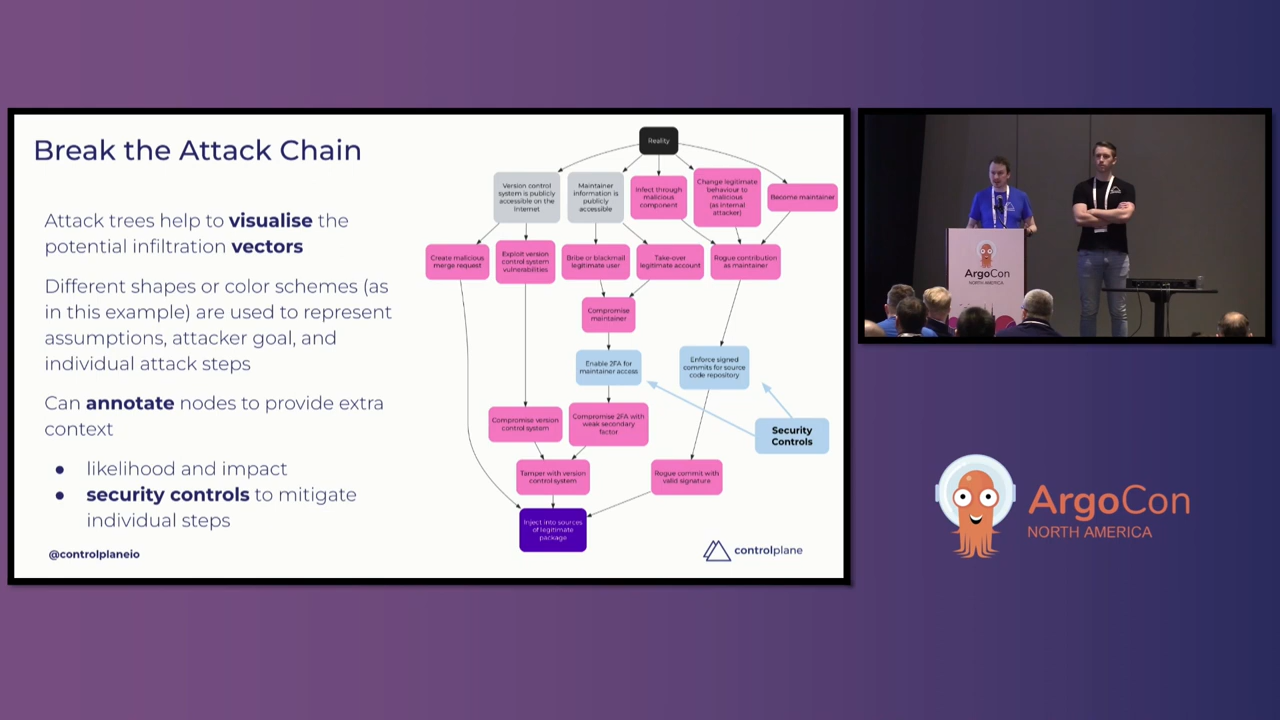 Break the Attack Chain
Attack trees help to visualise the
potential infiltration vectors
Different shapes or color schemes (as
in this example) are used to represent
assumptions, attacker goal, and
individual attack steps
Can annotate nodes to provide extra
context
● likelihood and impact
● security controls to mitigate
individual steps
@controlplaneio
Reality
Version control
system is publicly
accessible on the
Internet
Maintainer
information is
publicly
accessible
Infect through
malicious
component
Change legitimate
behaviour to
malicious
(as internal
attacker)
Become maintainer
Create malicious
merge request
Exploit version
control system
vulnerabilities
Bribe or blackmail
legitimate user
Take-over
legitimate account
Rogue contribution
as maintainer
Compromise
maintainer
Enable 2FA for
maintainer access
Enforce signed
commits for source
code repository
Compromise version
control system
Compromise 2FA with
weak secondary
factor
Security
Controls
Tamper with version
control system
Rogue commit with
valid signature
Inject into sources
of legitimate
package
controlplane
ArgoCon
NORTH AMERICA
ArgoCon
NORTH AMERICA